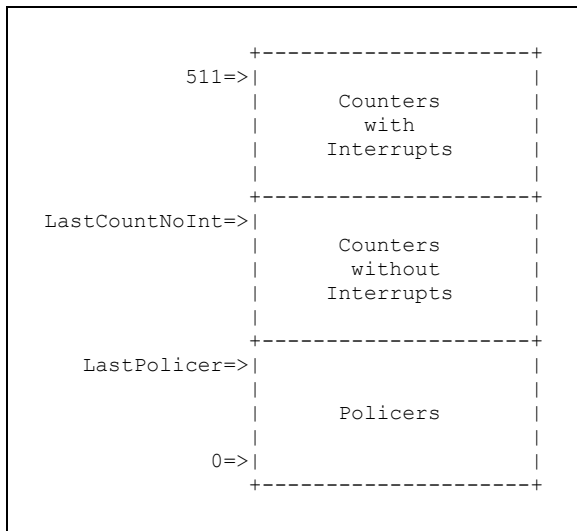 +----------------------+
511=>|                      |
|       Counters       |
|         with         |
|      Interrupts      |
|                      |
+----------------------+
LastCountNoInt=>|                      |
|       Counters       |
|        without       |
|      Interrupts      |
|                      |
+----------------------+
LastPolicer=>|                      |
|                      |
|       Policers       |
|                      |
0=>|                      |
+----------------------+